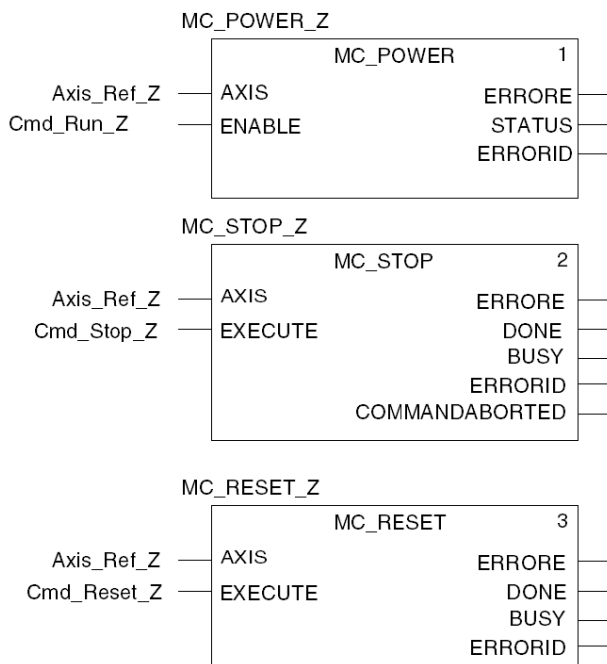 MC_POWER_Z
MC_POWER 1
Axis_Ref_Z AXIS ERRORE
Cmd_Run_Z ENABLE STATUS
ERRORID
MC_STOP_Z
MC_STOP 2
Axis_Ref_Z AXIS ERRORE
Cmd_Stop_Z EXECUTE DONE
BUSY
ERRORID
COMMANDABORTED
MC_RESET_Z
MC_RESET 3
Axis_Ref_Z AXIS ERRORE
Cmd_Reset_Z EXECUTE DONE
BUSY
ERRORID